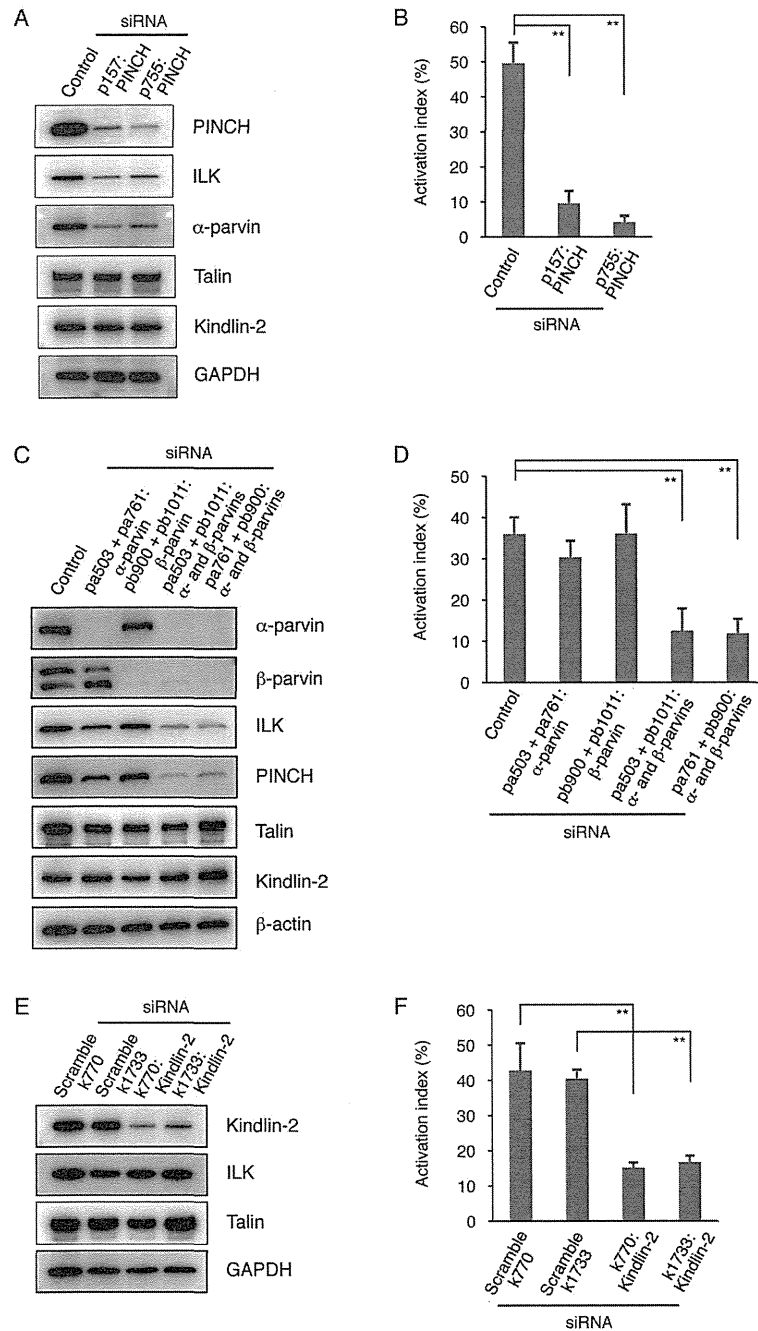 A
siRNA
Control
p157:
PINCH
p755:
PINCH
PINCH
ILK
α-parvin
Talin
Kindlin-2
GAPDH
B
Activation index (%)
60
50
40
30
20
10
0
**
**
Control
p157:
PINCH
p755:
PINCH
siRNA
C
siRNA
Control
pa503 + pa761:
α-parvin
pb900 + pb1011:
β-parvin
pa503 + pb1011:
α- and β-parvins
pa761 + pb900:
α- and β-parvins
α-parvin
β-parvin
ILK
PINCH
Talin
Kindlin-2
β-actin
D
Activation index (%)
50
40
30
20
10
0
**
**
Control
pa503 + pa761:
α-parvin
pb900 + pb1011:
β-parvin
pa503 + pb1011:
α- and β-parvins
pa761 + pb900:
α- and β-parvins
siRNA
E
siRNA
Scramble
k770
Scramble
k1733
k770:
Kindlin-2
k1733:
Kindlin-2
Kindlin-2
ILK
Talin
GAPDH
F
Activation index (%)
60
50
40
30
20
10
0
**
**
Scramble
k770
Scramble
k1733
k770:
Kindlin-2
k1733:
Kindlin-2
siRNA